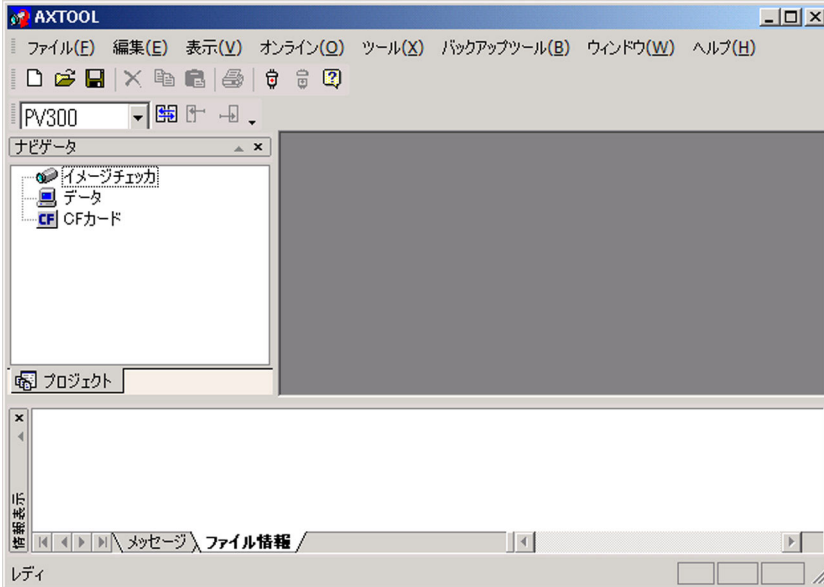 AXTOOL
ファイル(F) 編集(E) 表示(V) オンライン(O) ツール(X) バックアップツール(B) ウィンドウ(W) ヘルプ(H)
PV300
ナビゲータ
イメージチェッカ
データ
CF CFカード
プロジェクト
情報表示
メッセージ ファイル情報
レディ